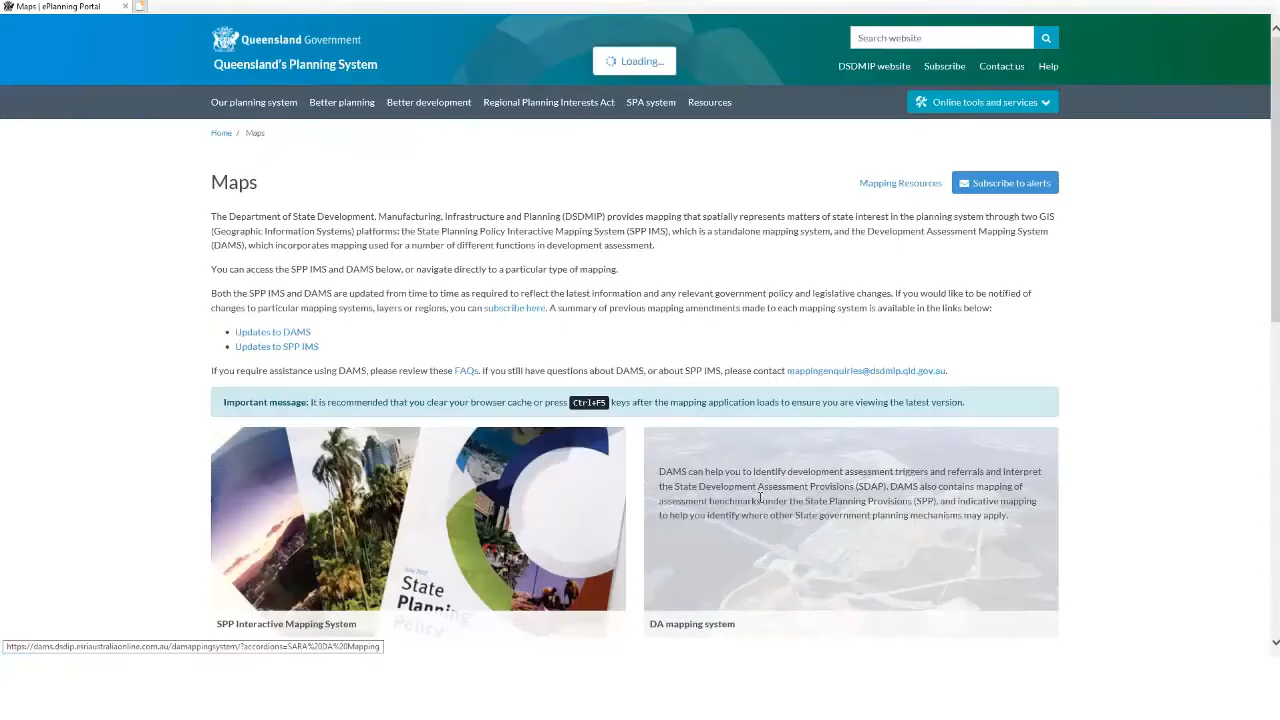 Maps | ePlanning Portal
Queensland Government
Queensland's Planning System
Loading...
Search website
DSDMIP website Subscribe Contact us Help
Our planning system Better planning Better development Regional Planning Interests Act SPA system Resources
Online tools and services
Home / Maps
Maps
Mapping Resources
Subscribe to alerts
The Department of State Development, Manufacturing, Infrastructure and Planning (DSDMIP) provides mapping that spatially represents matters of state interest in the planning system through two GIS
(Geographic Information Systems) platforms: the State Planning Policy Interactive Mapping System (SPP IMS), which is a standalone mapping system, and the Development Assessment Mapping System
(DAMS), which incorporates mapping used for a number of different functions in development assessment.
You can access the SPP IMS and DAMS below, or navigate directly to a particular type of mapping.
Both the SPP IMS and DAMS are updated from time to time as required to reflect the latest information and any relevant government policy and legislative changes. If you would like to be notified of
changes to particular mapping systems, layers or regions, you can subscribe here. A summary of previous mapping amendments made to each mapping system is available in the links below:
• Updates to DAMS
• Updates to SPP IMS
If you require assistance using DAMS, please review these FAQs. If you still have questions about DAMS, or about SPP IMS, please contact mappingenquiries@dsdmip.qld.gov.au.
Important message: It is recommended that you clear your browser cache or press Ctrl+F5 keys after the mapping application loads to ensure you are viewing the latest version.
State
Planning
Policy
SPP Interactive Mapping System
DAMS can help you to identify development assessment triggers and referrals and interpret
the State Development Assessment Provisions (SDAP). DAMS also contains mapping of
assessment benchmarks under the State Planning Provisions (SPP), and indicative mapping
to help you identify where other State government planning mechanisms may apply.
DA mapping system
https://dams.dsdip.esriaustraliaonline.com.au/damappingsystem/?accordions=SARA%20DA%20Mapping